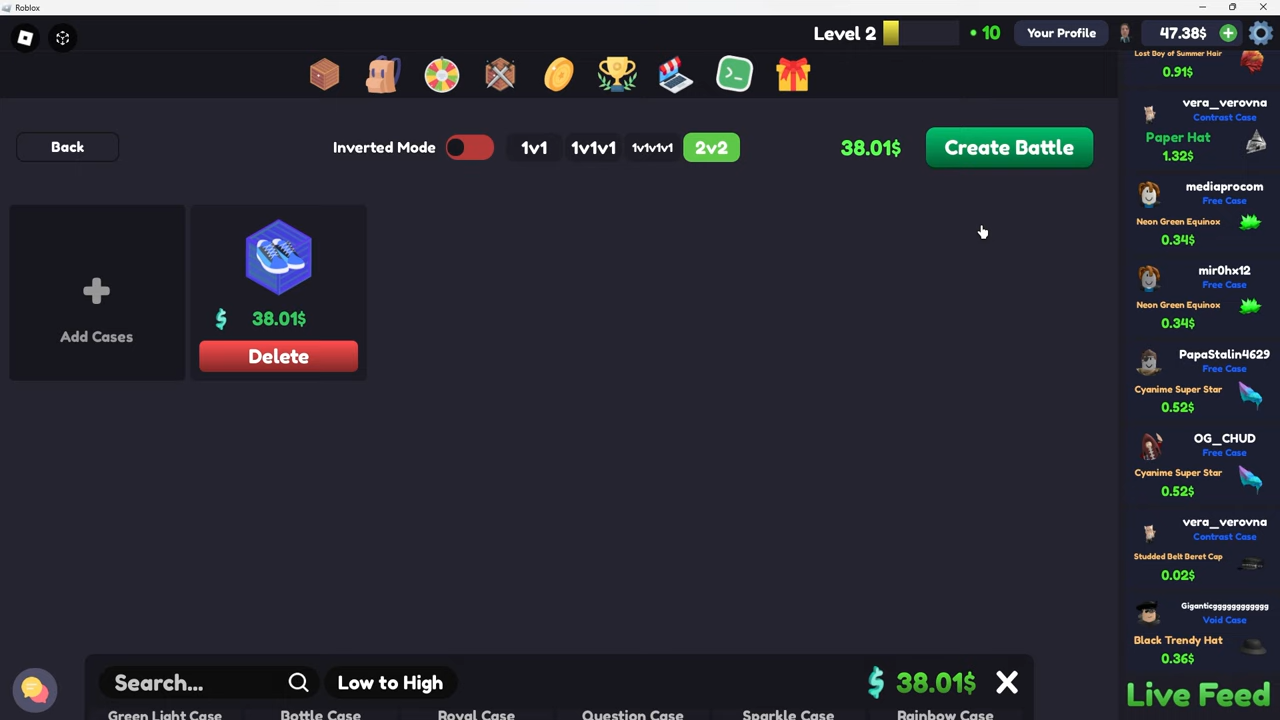 Roblox
Level 2
• 10
Your Profile
47.38$
Back
Inverted Mode
1v1
1v1v1
1v1v1v1
2v2
38.01$
Create Battle
Add Cases
38.01$
Delete
Search...
Low to High
38.01$
Green Light Case
Bottle Case
Royal Case
Question Case
Sparkle Case
Rainbow Case
Lost Boy of Summer Hair
0.91$
vera_verovna
Contrast Case
Paper Hat
1.32$
mediaprocom
Free Case
Neon Green Equinox
0.34$
mir0hx12
Free Case
Neon Green Equinox
0.34$
PapaStalin4629
Free Case
Cyanime Super Star
0.52$
OG_CHUD
Free Case
Cyanime Super Star
0.52$
vera_verovna
Contrast Case
Studded Belt Beret Cap
0.02$
Giganticgggggggggggg
Void Case
Black Trendy Hat
0.36$
Live Feed